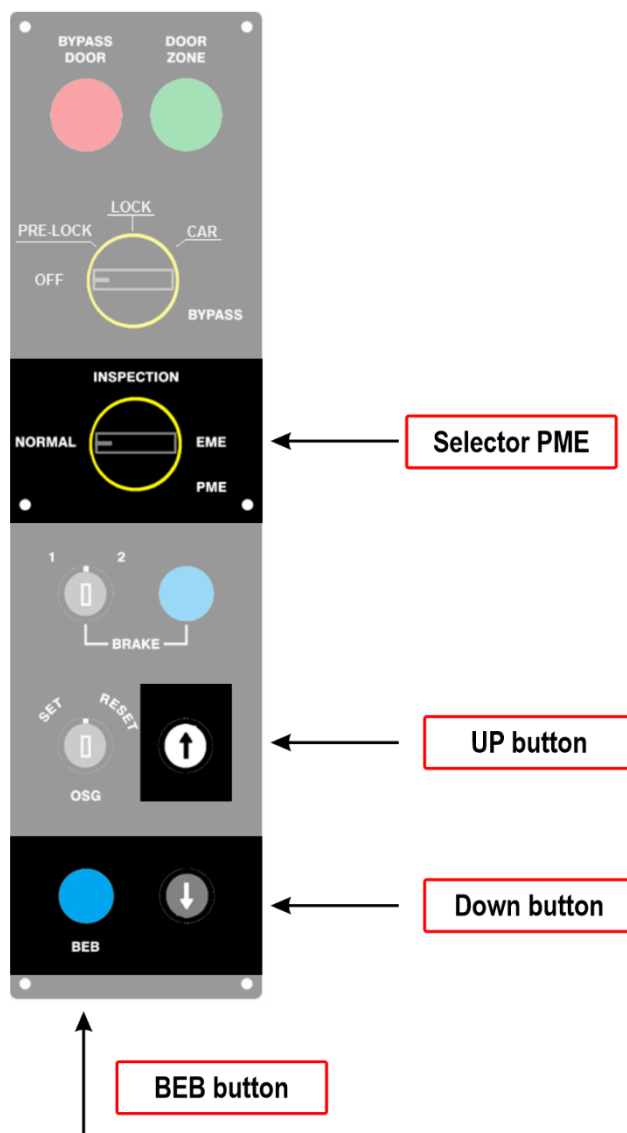 BYPASS DOOR
DOOR ZONE
LOCK
PRE-LOCK
CAR
OFF
BYPASS
INSPECTION
NORMAL
EME
PME
Selector PME
1
2
BRAKE
SET
RESET
OSG
UP button
Down button
BEB
BEB button